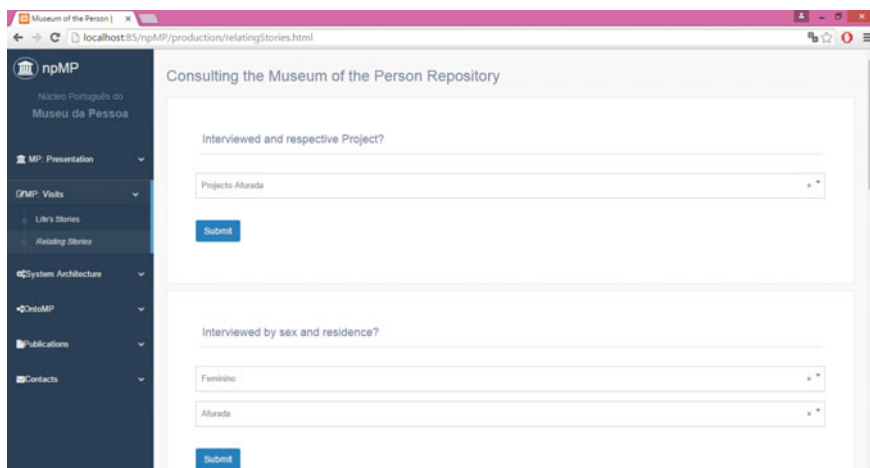 Museum of the Person |
localhost:85/npMP/production/relatingStories.html
npMP
Núcleo Português do
Museu da Pessoa
MP: Presentation
MP: Visits
Life's Stories
Relating Stories
System Architecture
OntoMP
Publications
Contacts
Consulting the Museum of the Person Repository
Interviewed and respective Project?
Projecto Afurada
Submit
Interviewed by sex and residence?
Feminino
Afurada
Submit